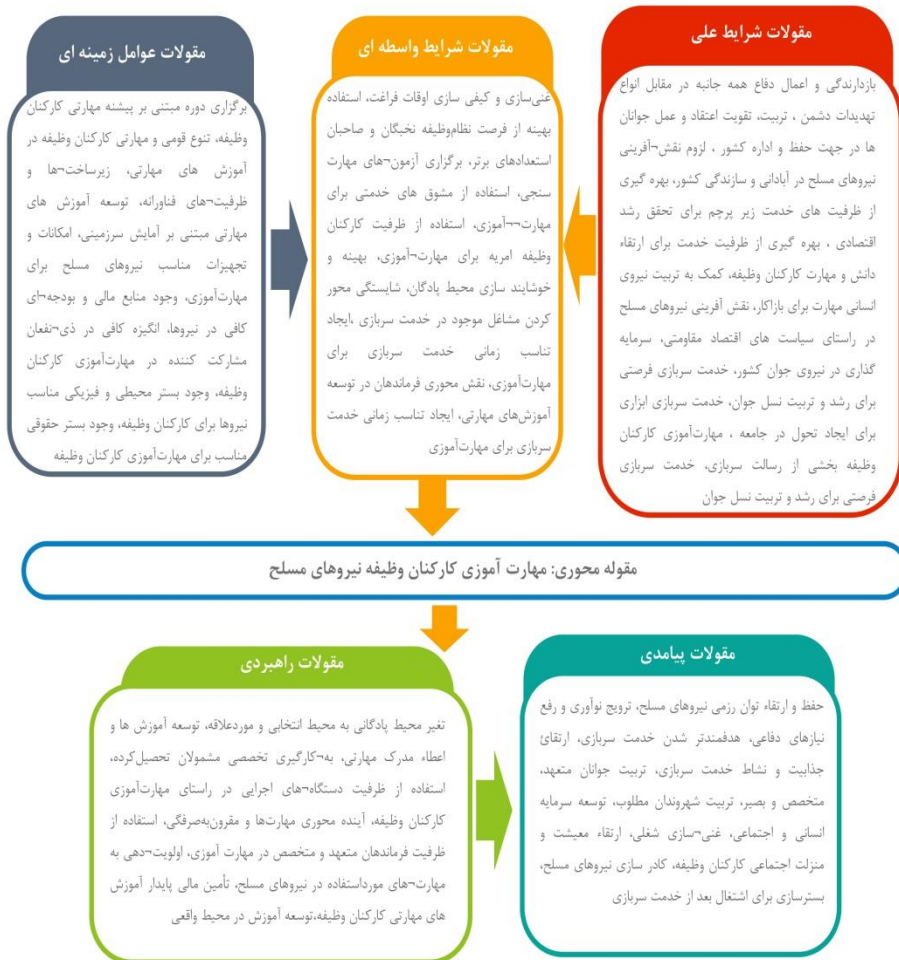 مقولات شرایط علی
بازدارندگی و اعمال دفاع همه جانبه در مقابل انواع
تهدیدات دشمن ، تربیت، تقویت اعتقاد و عمل جوانان
ها در جهت حفظ و اداره کشور ، لزوم نقش¬آفرینی
نیروهای مسلح در آبادانی و سازندگی کشور، بهره گیری
از ظرفیت های خدمت زیر پرچم برای تحقق رشد
اقتصادی ، بهره گیری از ظرفیت خدمت برای ارتقاء
دانش و مهارت کارکنان وظیفه، کمک به تربیت نیروی
انسانی مهارت برای بازاکار، نقش آفرینی نیروهای مسلح
در راستای سیاست های اقتصاد مقاومتی، سرمایه
گذاری در نیروی جوان کشور، خدمت سربازی فرصتی
برای رشد و تربیت نسل جوان، خدمت سربازی ابزاری
برای ایجاد تحول در جامعه ، مهارت‌آموزی کارکنان
وظیفه بخشی از رسالت سربازی، خدمت سربازی
فرصتی برای رشد و تربیت نسل جوان
مقولات شرایط واسطه ای
غنی‌سازی و کیفی سازی اوقات فراغت، استفاده
بهینه از فرصت نظام‌وظیفه نخبگان و صاحبان
استعدادهای برتر، برگزاری آزمون¬های مهارت
سنجی، استفاده از مشوق های خدمتی برای
مهارت¬¬آموزی، استفاده از ظرفیت کارکنان
وظیفه امریه برای مهارت¬آموزی، بهینه و
خوشایند سازی محیط پادگان، شایستگی محور
کردن مشاغل موجود در خدمت سربازی ،ایجاد
تناسب زمانی خدمت سربازی برای
مهارت‌آموزی، نقش محوری فرماندهان در توسعه
آموزش‌های مهارتی، ایجاد تناسب زمانی خدمت
سربازی برای مهارت‌آموزی
مقولات عوامل زمینه ای
برگزاری دوره مبتنی بر پیشنه مهارتی کارکنان
وظیفه، تنوع قومی و مهارتی کارکنان وظیفه در
آموزش های مهارتی، زیرساخت¬ها و
ظرفیت¬های فناورانه، توسعه آموزش های
مهارتی مبتنی بر آمایش سرزمینی، امکانات و
تجهیزات مناسب نیروهای مسلح برای
مهارت‌آموزی، وجود منابع مالی و بودجه¬ای
کافی در نیروها، انگیزه کافی در ذی¬نفعان
مشارکت کننده در مهارت‌آموزی کارکنان
وظیفه، وجود بستر محیطی و فیزیکی مناسب
نیروها برای کارکنان وظیفه، وجود بستر حقوقی
مناسب برای مهارت‌آموزی کارکنان وظیفه
مقوله محوری: مهارت آموزی کارکنان وظیفه نیروهای مسلح
مقولات پیامدی
حفظ و ارتقاء توان رزمی نیروهای مسلح، ترویج نوآوری و رفع
نیازهای دفاعی، هدفمندتر شدن خدمت سربازی، ارتقائ
جذابیت و نشاط خدمت سربازی، تربیت جوانان متعهد،
متخصص و بصیر، تربیت شهروندان مطلوب، توسعه سرمایه
انسانی و اجتماعی، غنی¬سازی شغلی، ارتقاء معیشت و
منزلت اجتماعی کارکنان وظیفه، کادر سازی نیروهای مسلح،
بسترسازی برای اشتغال بعد از خدمت سربازی
مقولات راهبردی
تغیر محیط پادگانی به محیط انتخابی و موردعلاقه، توسعه آموزش ها و
اعطاء مدرک مهارتی، به¬کارگیری تخصصی مشمولان تحصیل‌کرده،
استفاده از ظرفیت دستگاه¬های اجرایی در راستای مهارت‌آموزی
کارکنان وظیفه، آینده محوری مهارت‌ها و مقرون‌به‌صرفگی، استفاده از
ظرفیت فرماندهان متعهد و متخصص در مهارت آموزی، اولویت¬دهی به
مهارت¬های مورداستفاده در نیروهای مسلح، تأمین مالی پایدار آموزش
های مهارتی کارکنان وظیفه،توسعه آموزش در محیط واقعی